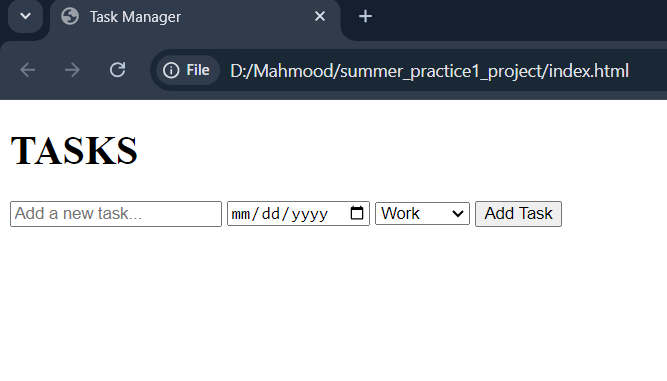 Task Manager
File D:/Mahmood/summer_practice1_project/index.html
TASKS
Add a new task... mm/dd/yyyy Work Add Task